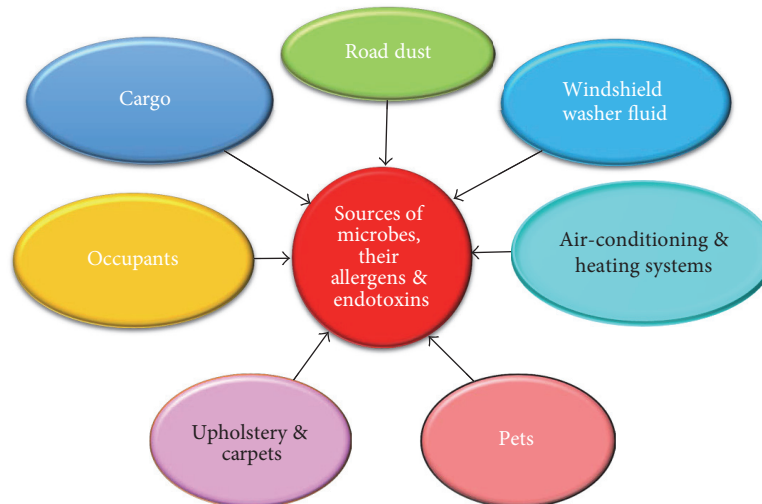 Road dust
Cargo
Windshield
washer fluid
Sources of
microbes,
their
allergens &
endotoxins
Occupants
Air-conditioning &
heating systems
Upholstery &
carpets
Pets